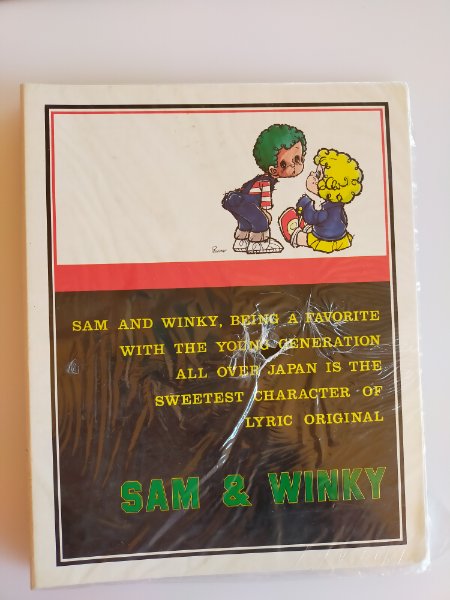 SAM AND WINKY, BEING A FAVORITE
WITH THE YOUNG GENERATION
ALL OVER JAPAN IS THE
SWEETEST CHARACTER OF
LYRIC ORIGINAL
SAM & WINKY